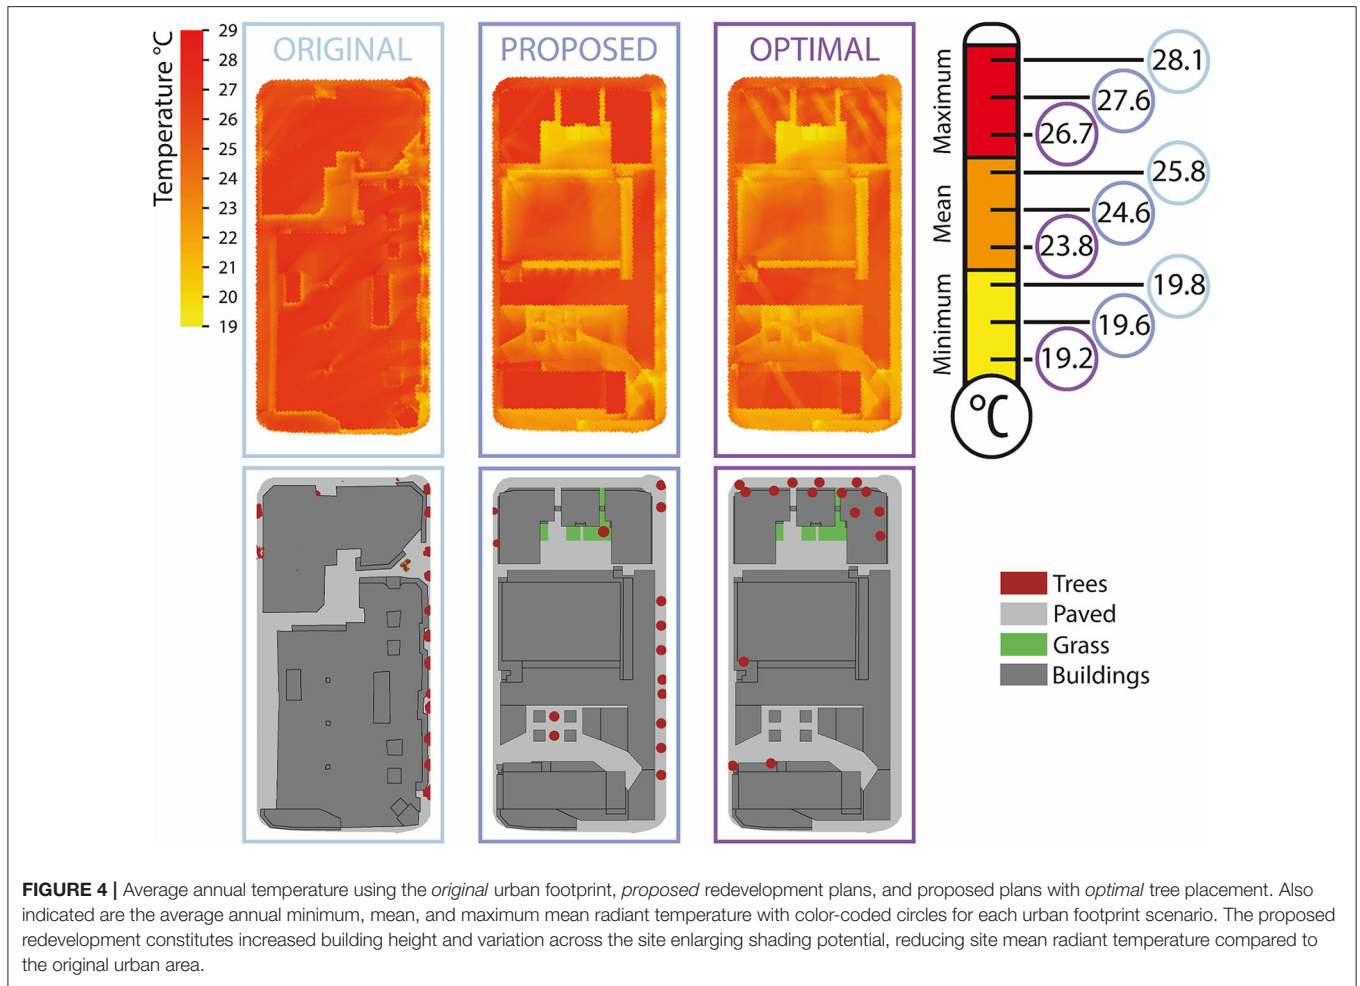 Temperature °C
29
28
27
26
25
24
23
22
21
20
19
ORIGINAL
PROPOSED
OPTIMAL
Maximum
Mean
Minimum
28.1
27.6
26.7
25.8
24.6
23.8
19.8
19.6
19.2
°C
Trees
Paved
Grass
Buildings
FIGURE 4 | Average annual temperature using the original urban footprint, proposed redevelopment plans, and proposed plans with optimal tree placement. Also
indicated are the average annual minimum, mean, and maximum mean radiant temperature with color-coded circles for each urban footprint scenario. The proposed
redevelopment constitutes increased building height and variation across the site enlarging shading potential, reducing site mean radiant temperature compared to
the original urban area.